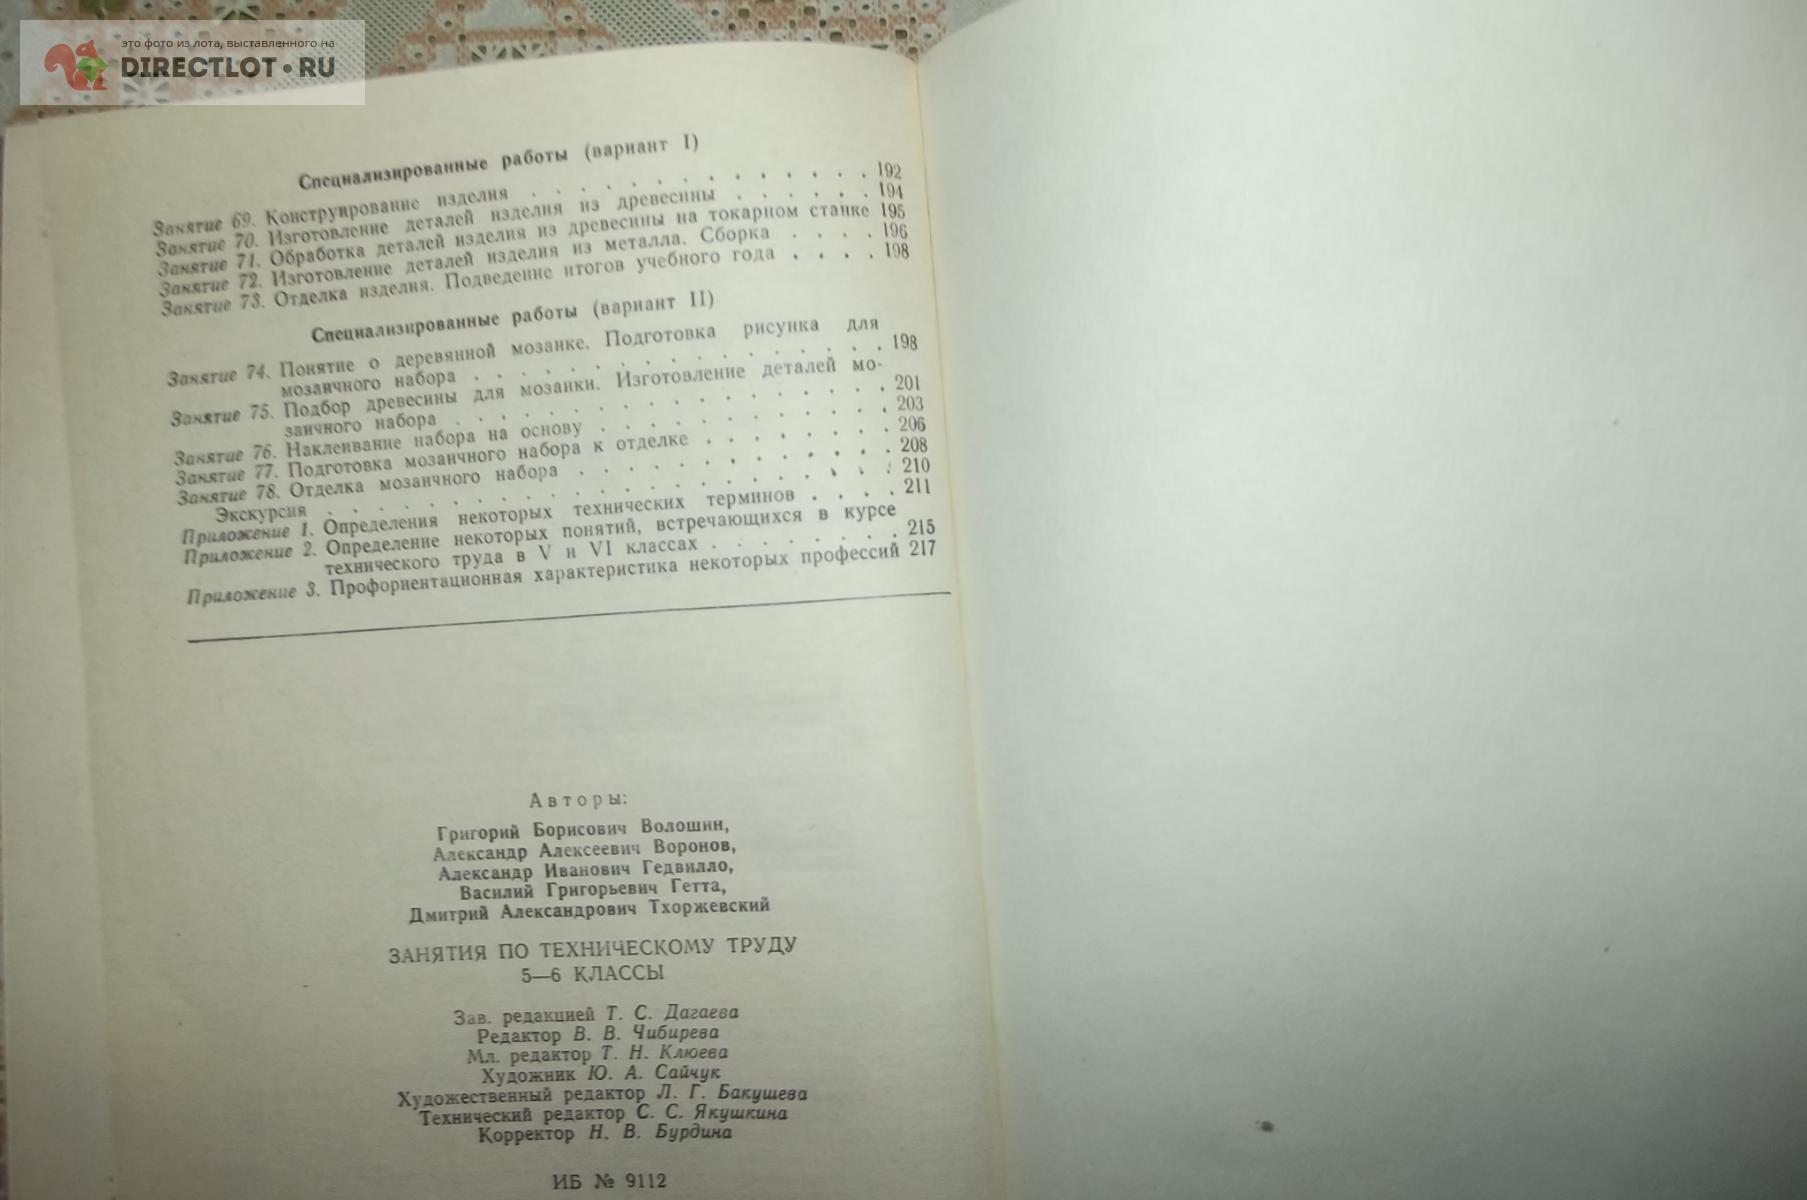 это фото из лота, выставленного на
DIRECTLOT•RU
Специализированные работы (вариант I)
Занятие 69. Конструирование изделия . . . . . . . . . . . . . . 192
Занятие 70. Изготовление деталей изделия из древесины . . . . . . 194
Занятие 71. Обработка деталей изделия из древесины на токарном станке 195
Занятие 72. Изготовление деталей изделия из металла. Сборка . . . . 196
Занятие 73. Отделка изделия. Подведение итогов учебного года . . . . 198
Специализированные работы (вариант II)
Занятие 74. Понятие о деревянной мозаике. Подготовка рисунка для
мозаичного набора . . . . . . . . . . . . . . . . . 198
Занятие 75. Подбор древесины для мозаики. Изготовление деталей мо-
заичного набора . . . . . . . . . . . . . . . . . . 201
Занятие 76. Наклеивание набора на основу . . . . . . . . . . . . 203
Занятие 77. Подготовка мозаичного набора к отделке . . . . . . . . 206
Занятие 78. Отделка мозаичного набора . . . . . . . . . . . . . 208
Экскурсия . . . . . . . . . . . . . . . . . . . . . . . 210
Приложение 1. Определения некоторых технических терминов . . . . 211
Приложение 2. Определение некоторых понятий, встречающихся в курсе
технического труда в V и VI классах . . . . . . . . 215
Приложение 3. Профориентационная характеристика некоторых профессий 217
Авторы:
Григорий Борисович Волошин,
Александр Алексеевич Воронов,
Александр Иванович Гедвилло,
Василий Григорьевич Гетта,
Дмитрий Александрович Тхоржевский
ЗАНЯТИЯ ПО ТЕХНИЧЕСКОМУ ТРУДУ
5—6 КЛАССЫ
Зав. редакцией Т. С. Дагаева
Редактор В. В. Чибирева
Мл. редактор Т. Н. Клюева
Художник Ю. А. Сайчук
Художественный редактор Л. Г. Бакушева
Технический редактор С. С. Якушкина
Корректор Н. В. Бурдина
ИБ № 9112